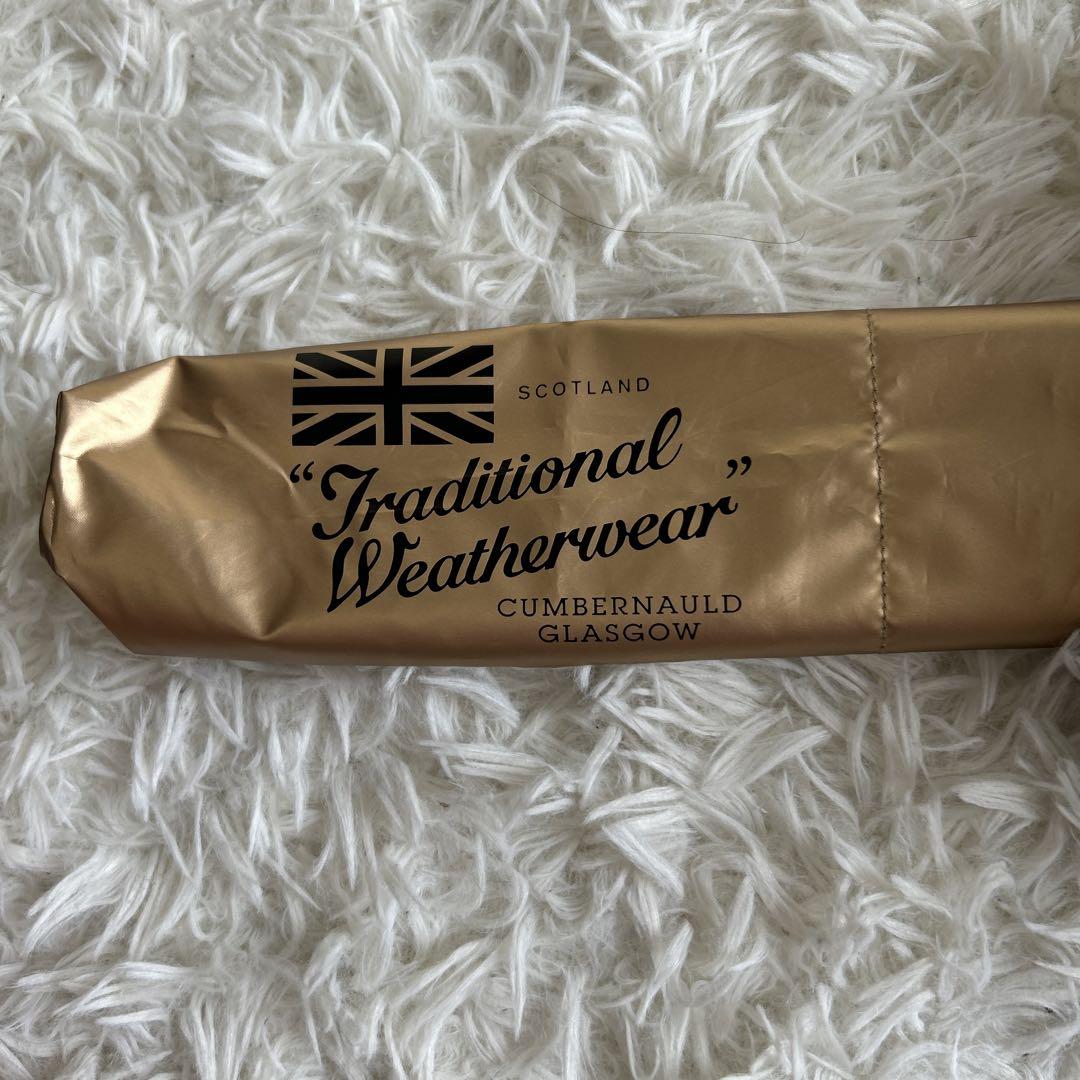 SCOTLAND
“Traditional
Weatherwear”
CUMBERNAULD
GLASGOW